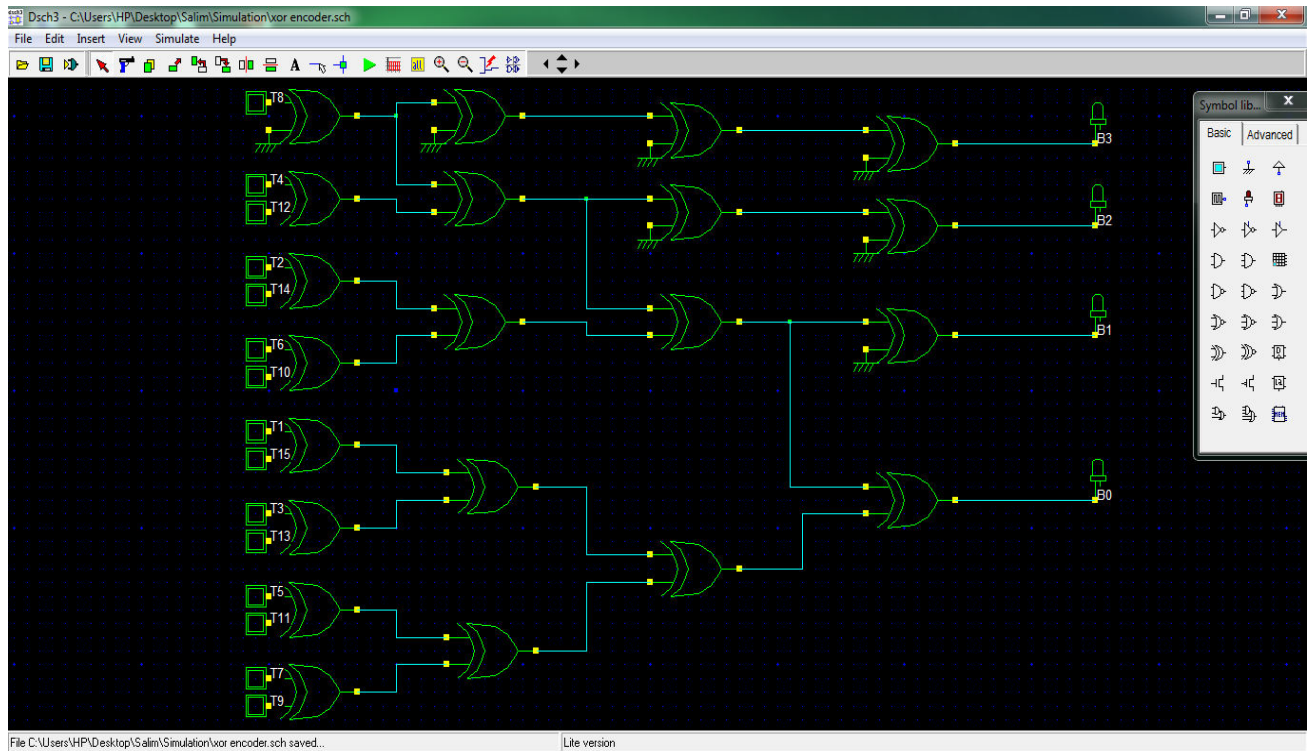 Dsch3 - C:\Users\HP\Desktop\Salim\Simulation\xor encoder.sch
File Edit Insert View Simulate Help
A
all
T8
B3
T4
T12
B2
T2
T14
T6
T10
B1
T1
T15
B0
T3
T13
T5
T11
T7
T9
Symbol lib...
Basic Advanced
File C:\Users\HP\Desktop\Salim\Simulation\xor encoder.sch saved... Lite version